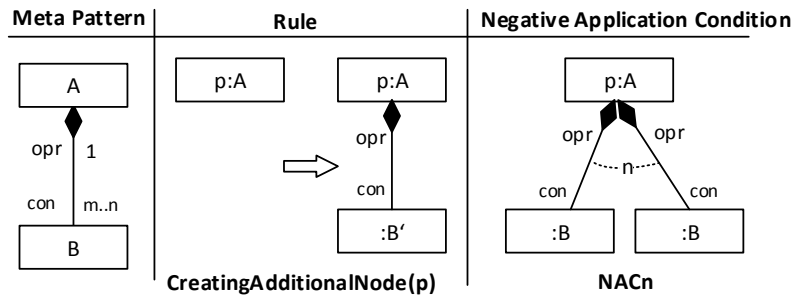 Meta Pattern
Rule
Negative Application Condition
A
opr 1
con m..n
B
p:A
p:A
opr
con
:B‘
CreatingAdditionalNode(p)
p:A
opr opr
n
con con
:B :B
NACn